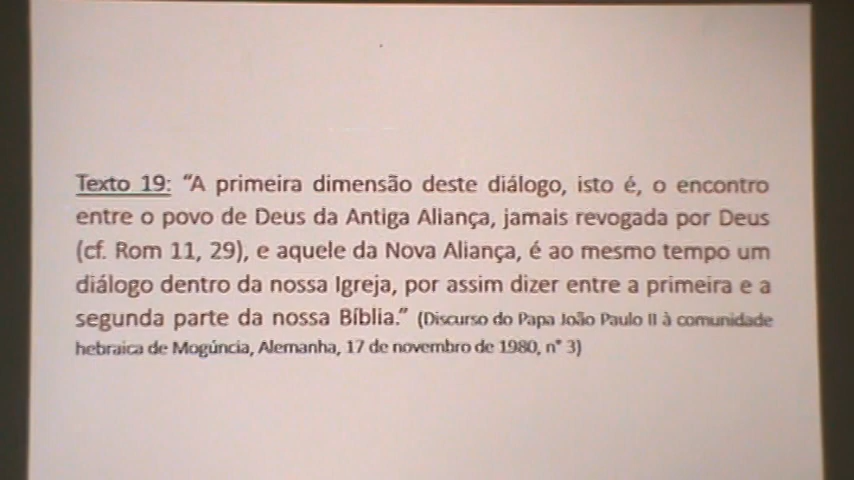 Texto 19: “A primeira dimensão deste diálogo, isto é, o encontro
entre o povo de Deus da Antiga Aliança, jamais revogada por Deus
(cf. Rom 11, 29), e aquele da Nova Aliança, é ao mesmo tempo um
diálogo dentro da nossa Igreja, por assim dizer entre a primeira e a
segunda parte da nossa Bíblia.” (Discurso do Papa João Paulo II à comunidade
hebraica de Mogúncia, Alemanha, 17 de novembro de 1980, n° 3)